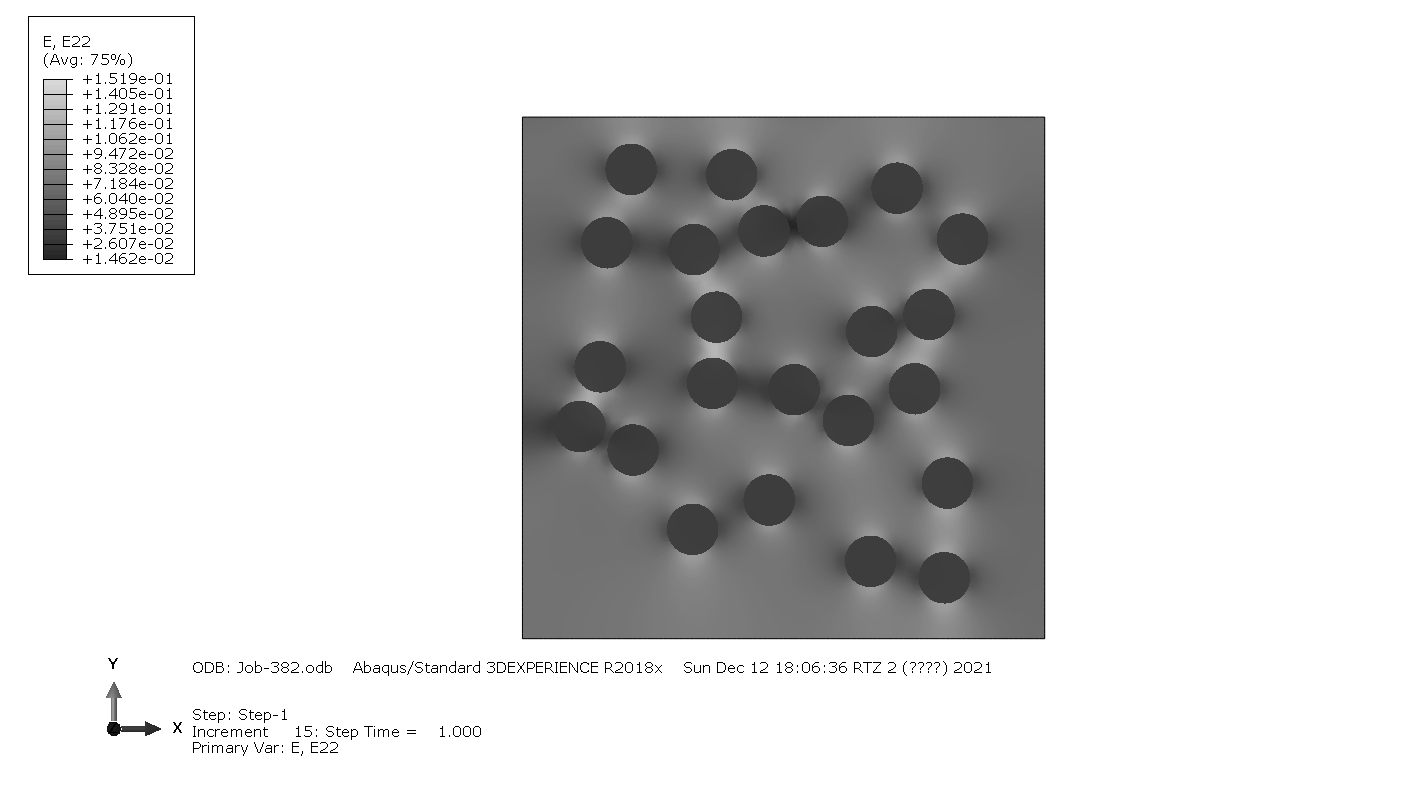 E, E22
(Avg: 75%)
+1.519e-01
+1.405e-01
+1.291e-01
+1.176e-01
+1.062e-01
+9.472e-02
+8.328e-02
+7.184e-02
+6.040e-02
+4.895e-02
+3.751e-02
+2.607e-02
+1.462e-02
Y
X
ODB: Job-382.odb Abaqus/Standard 3DEXPERIENCE R2018x Sun Dec 12 18:06:36 RTZ 2 (????) 2021
Step: Step-1
Increment 15: Step Time = 1.000
Primary Var: E, E22